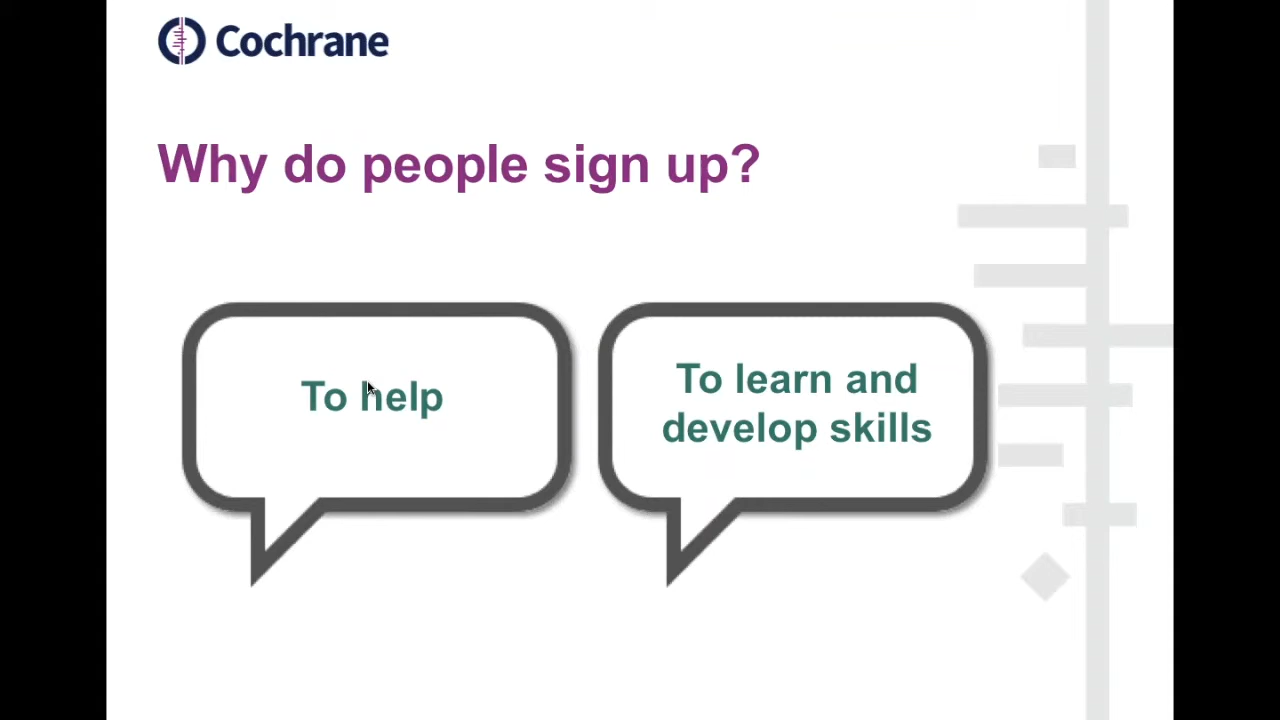 Cochrane
Why do people sign up?
To help
To learn and
develop skills